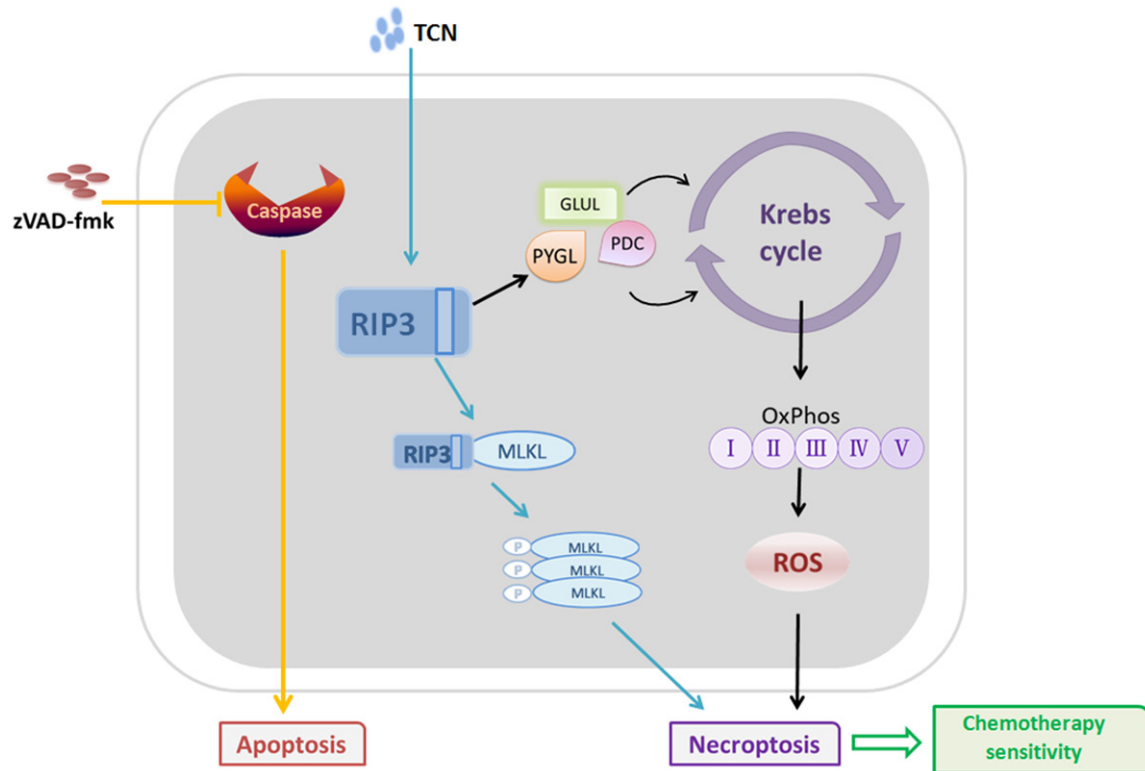 TCN
zVAD-fmk
Caspase
GLUL
PYGL
PDC
Krebs
cycle
RIP3
RIP3
MLKL
OxPhos
I II III IV V
P MLKL
P MLKL
P MLKL
ROS
Apoptosis
Necroptosis
Chemotherapy
sensitivity